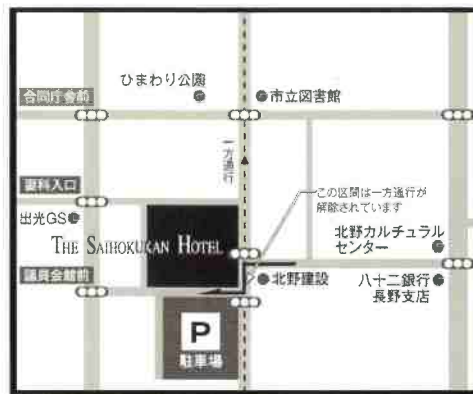 ひまわり公園
市立図書館
合同庁舎前
一方通行
この区間は一方通行が
解除されています
出光GS
THE SAIHOKUKAN HOTEL
北野カルチュラル
センター
議員会館前
北野建設
八十二銀行
長野支店
P
駐車場